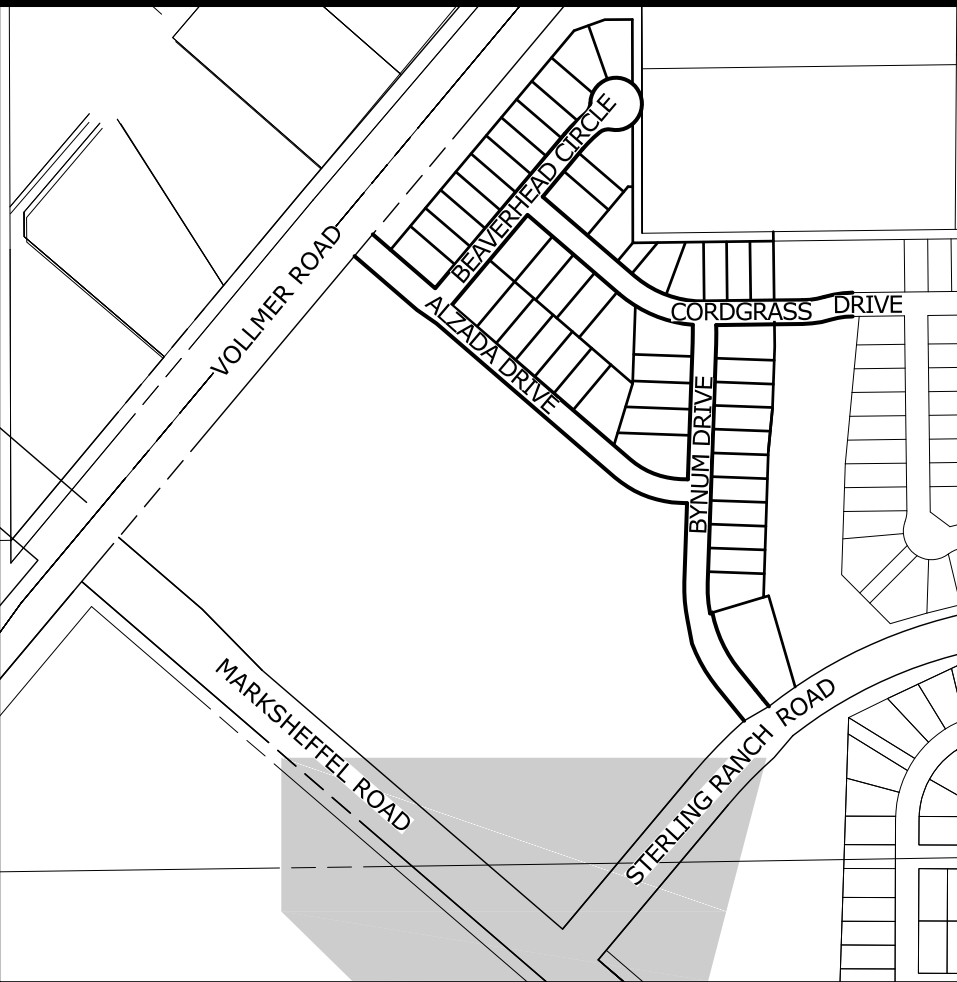 BEAVERHEAD CIRCLE
VOLLMER ROAD
ALZADA DRIVE
CORDGRASS DRIVE
BYNUM DRIVE
MARKSHEFFEL ROAD
STERLING RANCH ROAD